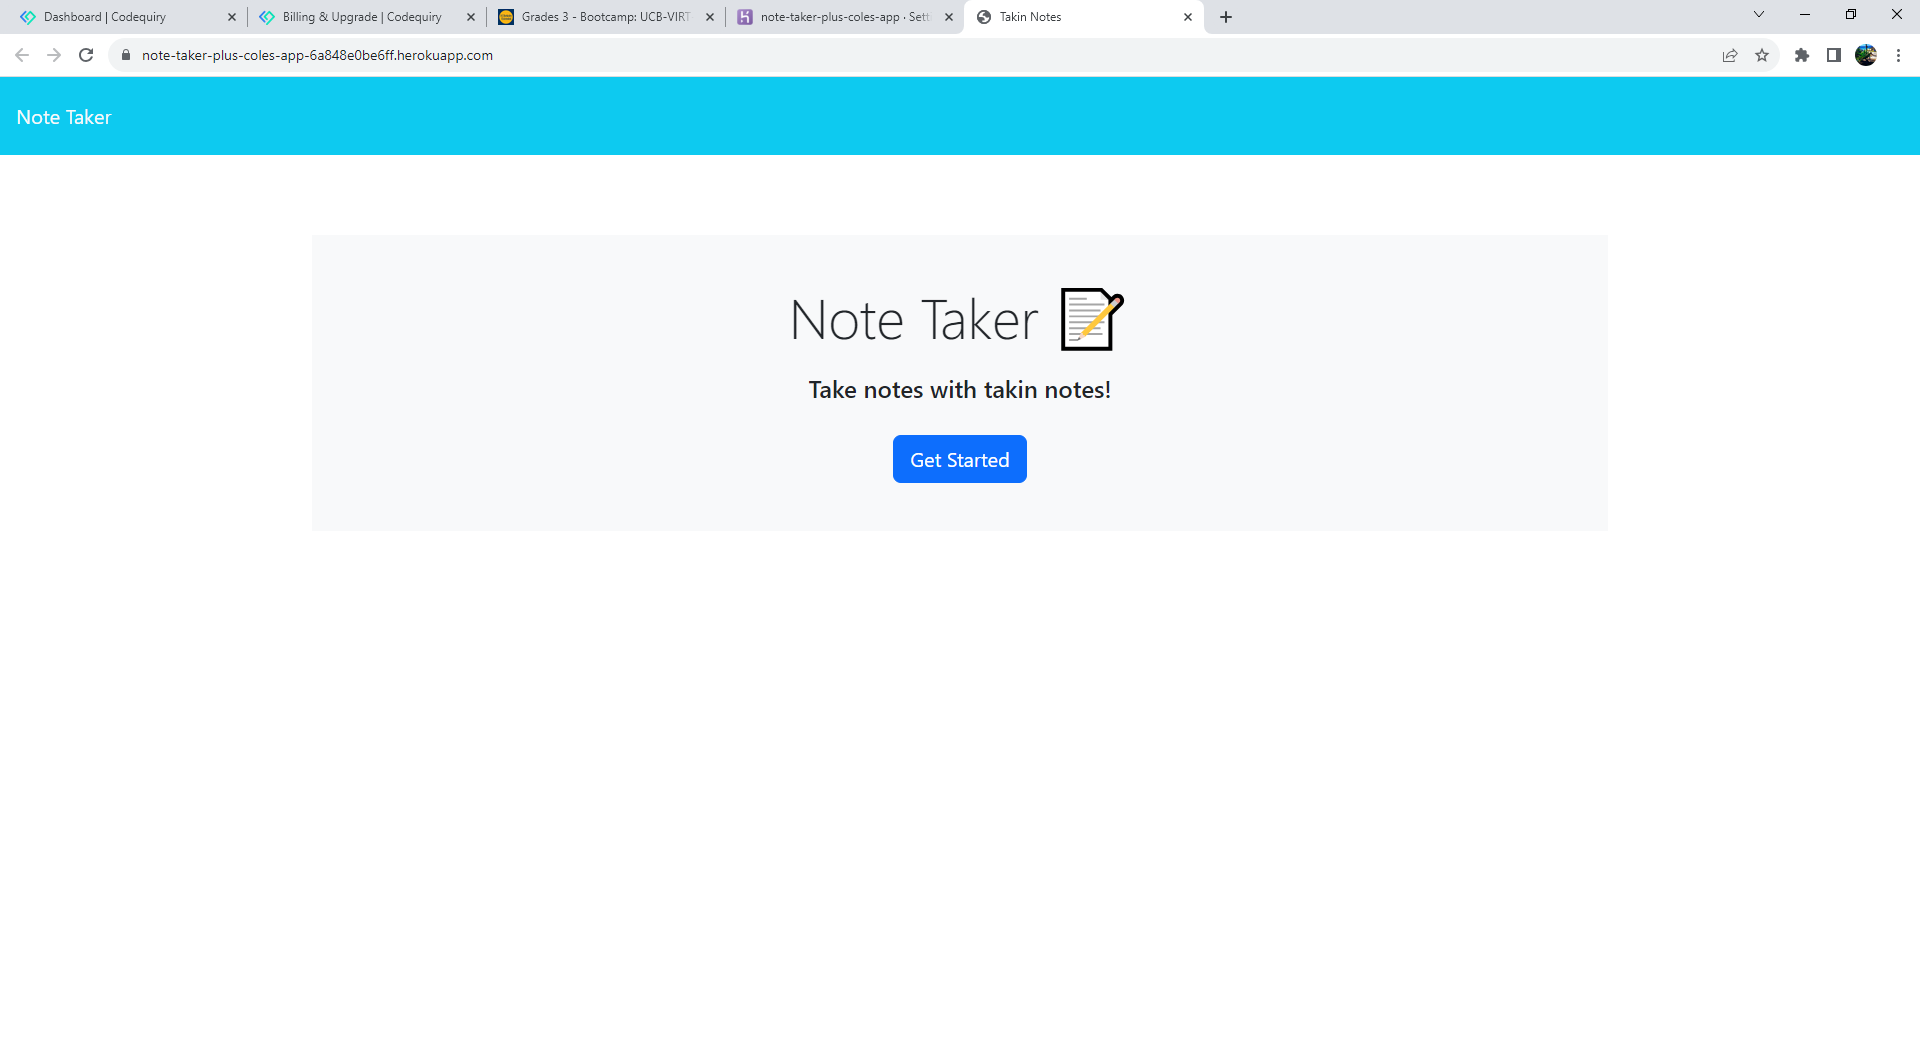 Dashboard | Codequiry
Billing & Upgrade | Codequiry
Grades 3 - Bootcamp: UCB-VIRT
note-taker-plus-coles-app · Sett
Takin Notes
note-taker-plus-coles-app-6a848e0be6ff.herokuapp.com
Note Taker
Note Taker
Take notes with takin notes!
Get Started